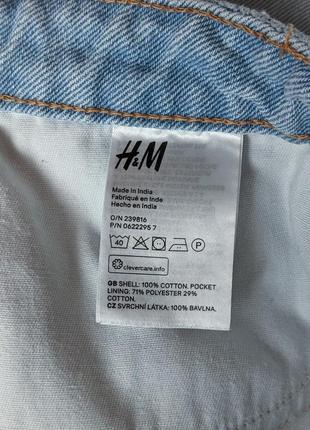 H&M
Made in India
Fabriqué en Inde
Hecho en India
O/N 239816
P/N 0622295 7
40 P
clevercare.info
GB SHELL: 100% COTTON. POCKET
LINING: 71% POLYESTER 29%
COTTON.
CZ SVRCHNÍ LÁTKA: 100% BAVLNA.